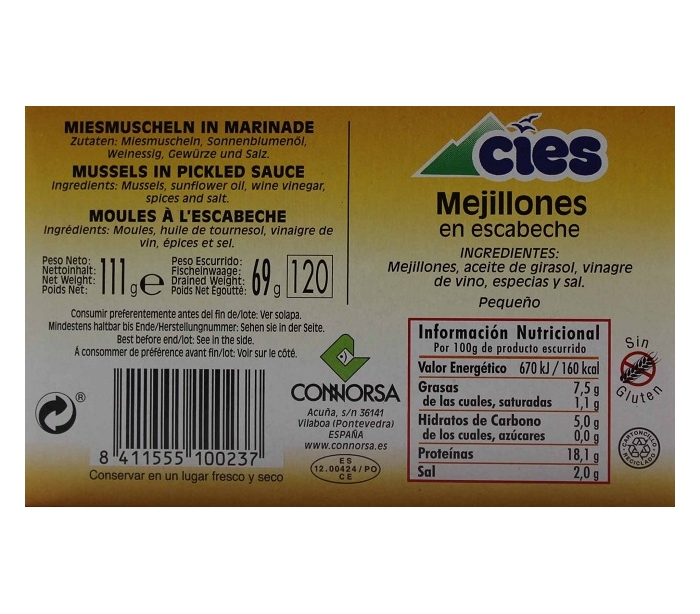 MIESMUSCHELN IN MARINADE
Zutaten: Miesmuscheln, Sonnenblumenöl,
Weinessig, Gewürze und Salz.
MUSSELS IN PICKLED SAUCE
Ingredients: Mussels, sunflower oil, wine vinegar,
spices and salt.
MOULES À L'ESCABECHE
Ingrédients: Moules, huile de tournesol, vinaigre de
vin, épices et sel.
Peso Neto:
Nettoinhalt:
Net Weight:
Poids Net:
111 g e
Peso Escurrido:
Fischeinwaage:
Drained Weight:
Poids Net Egoutté:
69 g
120
Consumir preferentemente antes del fin de/lote: Ver solapa.
Mindestens haltbar bis Ende/Herstellungnummer: Sehen sie in der Seite.
Best before end/lot: See in the side.
Á consommer de préférence avant fin/lot: Voir sur le côté.
8 411555 100237
Conservar en un lugar fresco y seco
CONNORSA
Acuña, s/n 36141
Vilaboa (Pontevedra)
ESPAÑA
www.connorsa.es
ES
12.00424/PO
CE
cies
Mejillones
en escabeche
INGREDIENTES:
Mejillones, aceite de girasol, vinagre
de vino, especias y sal.
Pequeño
Información Nutricional
Por 100g de producto escurrido
Valor Energético 670 kJ / 160 kcal
Grasas 7,5 g
de las cuales, saturadas 1,1 g
Hidratos de Carbono 5,0 g
de los cuales, azúcares 0,0 g
Proteínas 18,1 g
Sal 2,0 g
Sin
Gluten
CARTONCILLO
RECICLADO